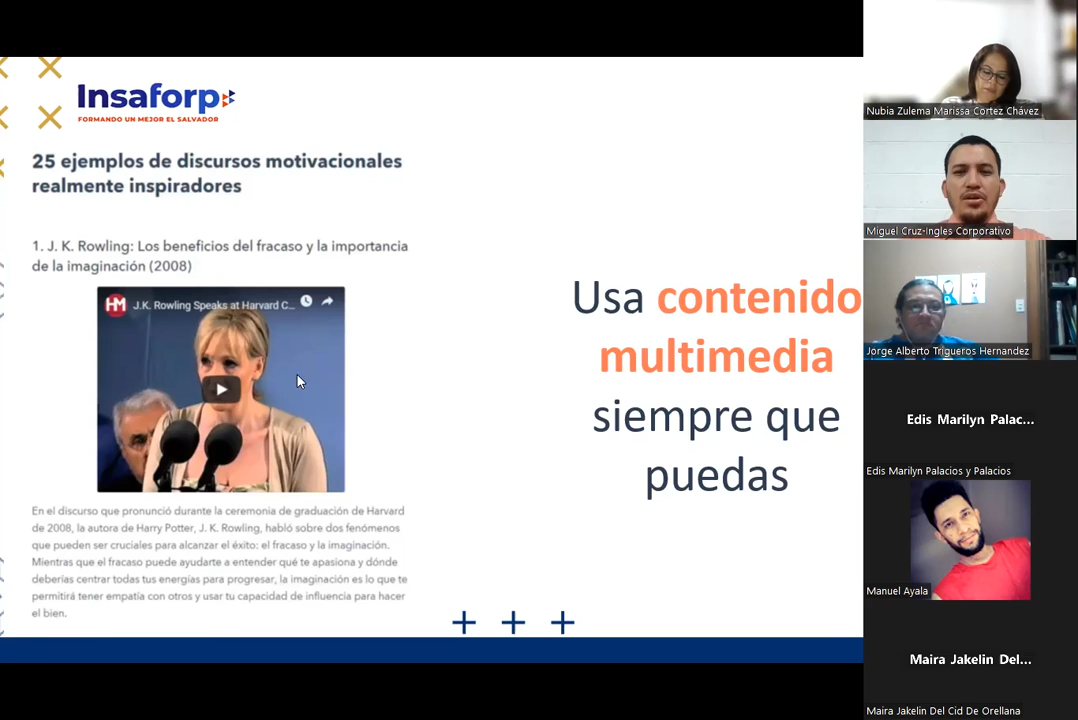 Insaforp
FORMANDO UN MEJOR EL SALVADOR
25 ejemplos de discursos motivacionales
realmente inspiradores
1. J. K. Rowling: Los beneficios del fracaso y la importancia
de la imaginación (2008)
HM J.K. Rowling Speaks at Harvard C...
En el discurso que pronunció durante la ceremonia de graduación de Harvard
de 2008, la autora de Harry Potter, J. K. Rowling, habló sobre dos fenómenos
que pueden ser cruciales para alcanzar el éxito: el fracaso y la imaginación.
Mientras que el fracaso puede ayudarte a entender qué te apasiona y dónde
deberías centrar todas tus energías para progresar, la imaginación es lo que te
permitirá tener empatía con otros y usar tu capacidad de influencia para hacer
el bien.
Usa contenido
multimedia
siempre que
puedas
Nubia Zulema Marissa Cortez Chávez
Miguel Cruz-ingles Corporativo
Jorge Alberto Trigueros Hernandez
Edis Marilyn Palac...
Edis Marilyn Palacios y Palacios
Manuel Ayala
Maira Jakelin Del...
Maira Jakelin Del Cid De Orellana